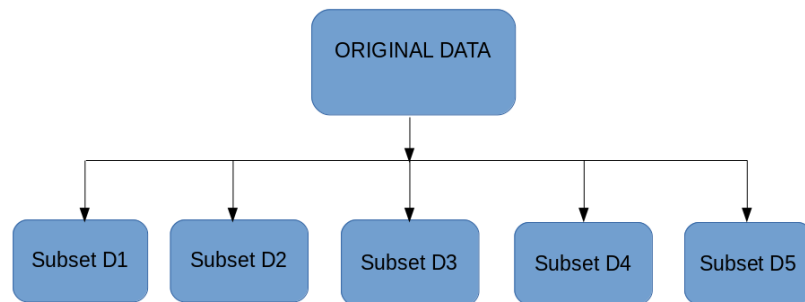 ORIGINAL DATA
Subset D1
Subset D2
Subset D3
Subset D4
Subset D5